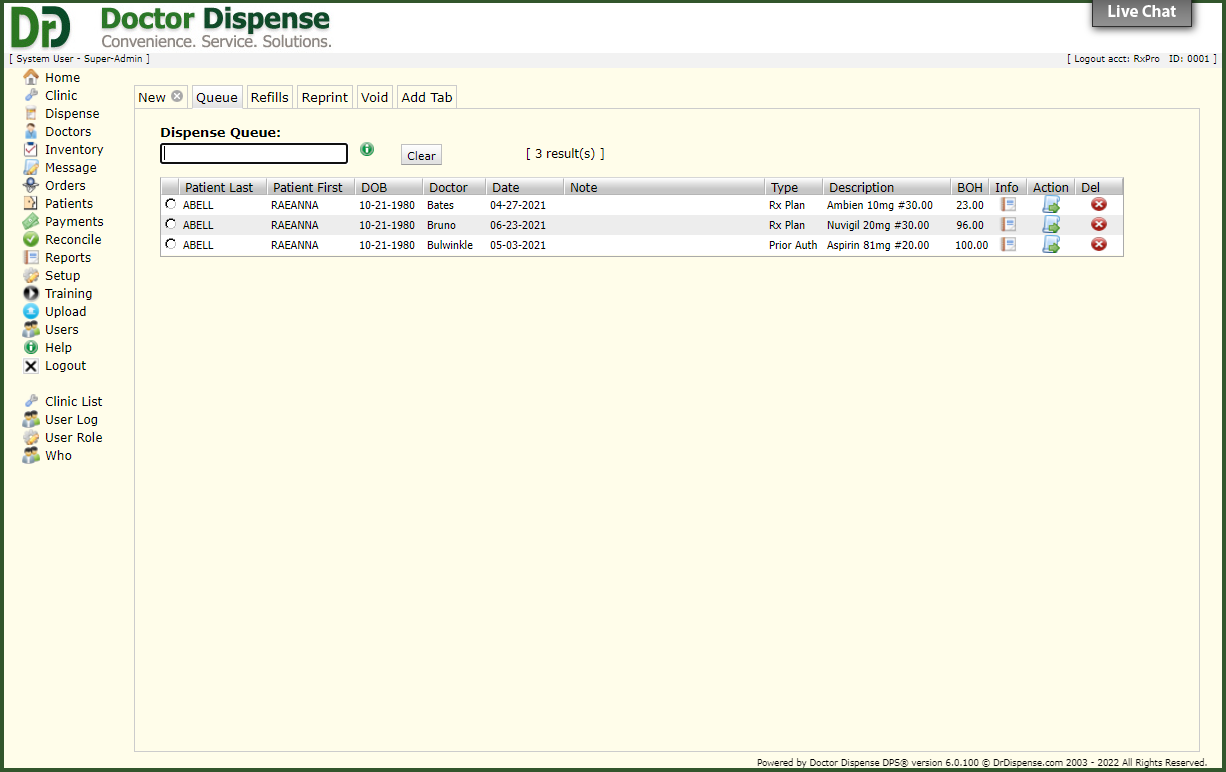 DrD Doctor Dispense Live Chat
Convenience. Service. Solutions.
[ System User - Super-Admin ] [ Logout acct: RxPro ID: 0001 ]
Home
Clinic
Dispense
Doctors
Inventory
Message
Orders
Patients
Payments
Reconcile
Reports
Setup
Training
Upload
Users
Help
Logout
Clinic List
User Log
User Role
Who
New Queue Refills Reprint Void Add Tab
Dispense Queue:
Clear [ 3 result(s) ]
Patient Last Patient First DOB Doctor Date Note Type Description BOH Info Action Del
ABELL RAEANNA 10-21-1980 Bates 04-27-2021 Rx Plan Ambien 10mg #30.00 23.00
ABELL RAEANNA 10-21-1980 Bruno 06-23-2021 Rx Plan Nuvigil 20mg #30.00 96.00
ABELL RAEANNA 10-21-1980 Bulwinkle 05-03-2021 Prior Auth Aspirin 81mg #20.00 100.00
Powered by Doctor Dispense DPS® version 6.0.100 © DrDispense.com 2003 - 2022 All Rights Reserved.